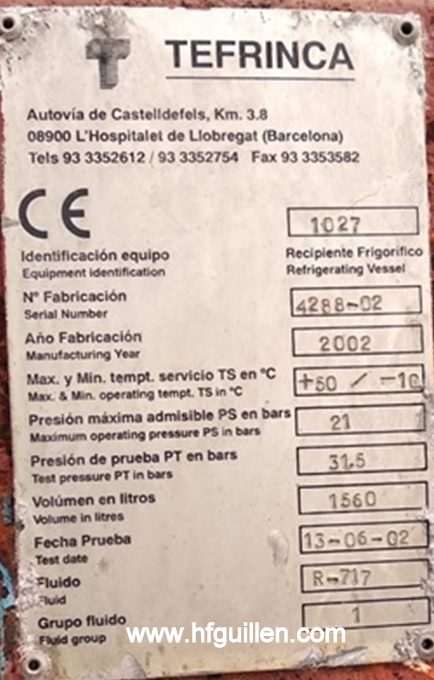 TEFRINCA
Autovía de Castelldefels, Km. 3.8
08900 L'Hospitalet de Llobregat (Barcelona)
Tels 93 3352612 / 93 3352754 Fax 93 3353582
CE 1027
Identificación equipo Recipiente Frigorífico
Equipment identification Refrigerating Vessel
N° Fabricación 4288-02
Serial Number
Año Fabricación 2002
Manufacturing Year
Max. y Min. tempt. servicio TS en ºC +50 / -10
Max. & Min. operating tempt. TS in ºC
Presión máxima admisible PS en bars 21
Maximum operating pressure PS in bars
Presión de prueba PT en bars 31,5
Test pressure PT in bars
Volúmen en litros 1560
Volume in litres
Fecha Prueba 13-06-02
Test date
Fluido R-717
Fluid
Grupo fluido 1
Fluid group
www.hfguillen.com